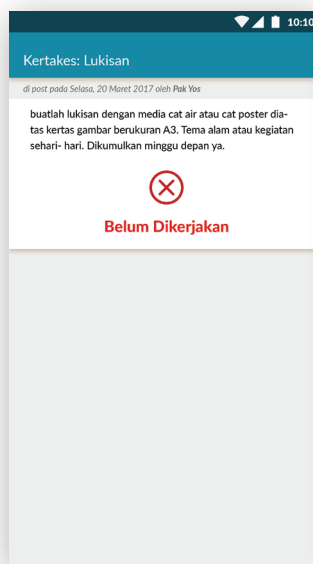 10:10
Kertakes: Lukisan
di post pada Selasa, 20 Maret 2017 oleh Pak Yos
buatlah lukisan dengan media cat air atau cat poster dia-
tas kertas gambar berukuran A3. Tema alam atau kegiatan
sehari- hari. Dikumulkan minggu depan ya.
Belum Dikerjakan